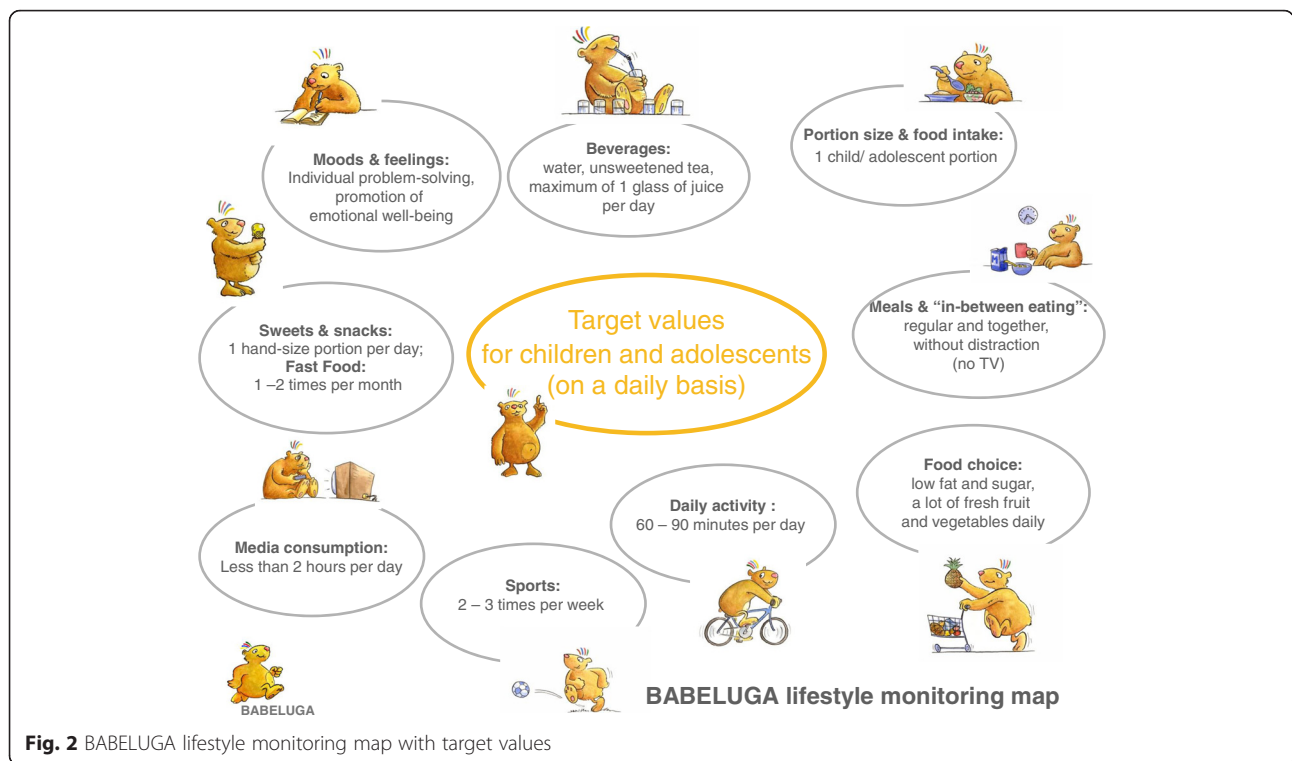 Moods & feelings:
Individual problem-solving,
promotion of
emotional well-being
Beverages:
water, unsweetened tea,
maximum of 1 glass of juice
per day
Portion size & food intake:
1 child/ adolescent portion
Meals & “in-between eating”:
regular and together,
without distraction
(no TV)
Sweets & snacks:
1 hand-size portion per day;
Fast Food:
1 –2 times per month
Target values
for children and adolescents
(on a daily basis)
Food choice:
low fat and sugar,
a lot of fresh fruit
and vegetables daily
Daily activity :
60 – 90 minutes per day
Media consumption:
Less than 2 hours per day
Sports:
2 – 3 times per week
BABELUGA
BABELUGA lifestyle monitoring map
Fig. 2 BABELUGA lifestyle monitoring map with target values